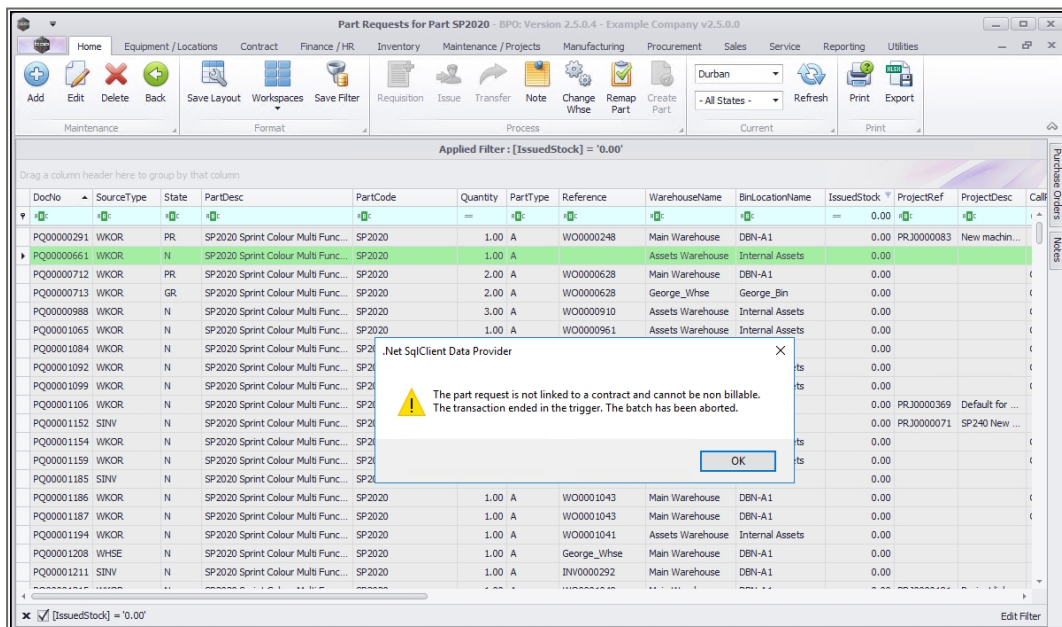 Part Requests for Part SP2020 - BPO: Version 2.5.0.4 - Example Company v2.5.0.0
Home Equipment / Locations Contract Finance / HR Inventory Maintenance / Projects Manufacturing Procurement Sales Service Reporting Utilities
Add Edit Delete Back Save Layout Workspaces Save Filter Requisition Issue Transfer Note Change Whse Remap Part Create Part Durban - All States - Refresh Print Export
Maintenance Format Process Current Print
Applied Filter : [IssuedStock] = '0.00'
Drag a column header here to group by that column
DocNo SourceType State PartDesc PartCode Quantity PartType Reference WarehouseName BinLocationName IssuedStock ProjectRef ProjectDesc
= = 0.00
PQ00000291 WKOR PR SP2020 Sprint Colour Multi Func... SP2020 1.00 A WO0000248 Main Warehouse DBN-A1 0.00 PRJ0000083 New machin...
PQ00000661 WKOR N SP2020 Sprint Colour Multi Func... SP2020 1.00 A Assets Warehouse Internal Assets 0.00
PQ00000712 WKOR PR SP2020 Sprint Colour Multi Func... SP2020 2.00 A WO0000628 Main Warehouse DBN-A1 0.00
PQ00000713 WKOR GR SP2020 Sprint Colour Multi Func... SP2020 2.00 A WO0000628 George_Whse George_Bin 0.00
PQ00000988 WKOR N SP2020 Sprint Colour Multi Func... SP2020 3.00 A WO0000910 Assets Warehouse Internal Assets 0.00
PQ00001065 WKOR N SP2020 Sprint Colour Multi Func... SP2020 1.00 A WO0000961 Assets Warehouse Internal Assets 0.00
PQ00001084 WKOR N SP2020 Sprint Colour Multi Func... 0.00
PQ00001092 WKOR N SP2020 Sprint Colour Multi Func... 0.00
PQ00001099 WKOR N SP2020 Sprint Colour Multi Func... 0.00
PQ00001106 WKOR N SP2020 Sprint Colour Multi Func... 0.00 PRJ0000369 Default for ...
PQ00001152 SINV N SP2020 Sprint Colour Multi Func... 0.00 PRJ0000071 SP240 New ...
PQ00001154 WKOR N SP2020 Sprint Colour Multi Func... 0.00
PQ00001159 WKOR N SP2020 Sprint Colour Multi Func... 0.00
PQ00001185 SINV N SP2020 Sprint Colour Multi Func... 0.00
.Net SqlClient Data Provider
The part request is not linked to a contract and cannot be non billable.
The transaction ended in the trigger. The batch has been aborted.
OK
PQ00001186 WKOR N SP2020 Sprint Colour Multi Func... SP2020 1.00 A WO0001043 Main Warehouse DBN-A1 0.00
PQ00001187 WKOR N SP2020 Sprint Colour Multi Func... SP2020 1.00 A WO0001043 Main Warehouse DBN-A1 0.00
PQ00001194 WKOR N SP2020 Sprint Colour Multi Func... SP2020 1.00 A WO0001041 Assets Warehouse Internal Assets 0.00
PQ00001208 WHSE N SP2020 Sprint Colour Multi Func... SP2020 1.00 A George_Whse Main Warehouse DBN-A1 0.00
PQ00001211 SINV N SP2020 Sprint Colour Multi Func... SP2020 1.00 A INV0000292 Main Warehouse DBN-A1 0.00
[IssuedStock] = '0.00' Edit Filter
Purchase Orders
Notes